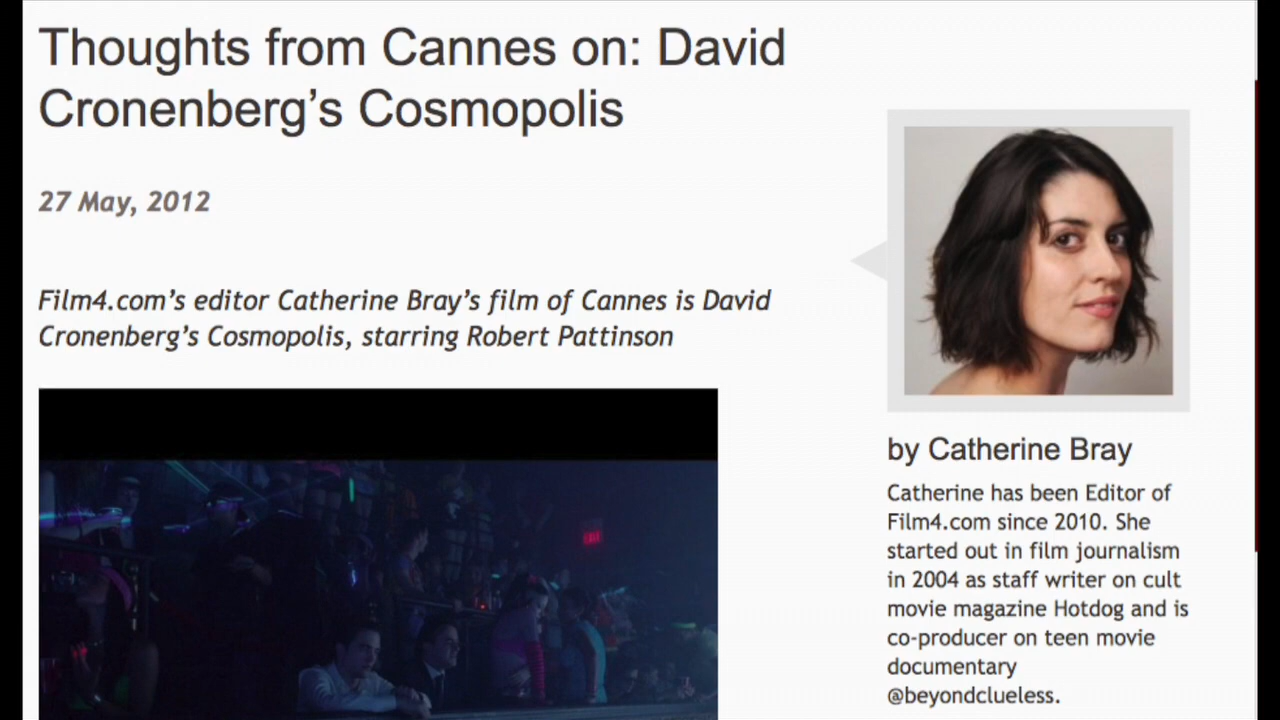 Thoughts from Cannes on: David
Cronenberg’s Cosmopolis
27 May, 2012
Film4.com’s editor Catherine Bray’s film of Cannes is David
Cronenberg’s Cosmopolis, starring Robert Pattinson
EXIT
by Catherine Bray
Catherine has been Editor of
Film4.com since 2010. She
started out in film journalism
in 2004 as staff writer on cult
movie magazine Hotdog and is
co-producer on teen movie
documentary
@beyondclueless.